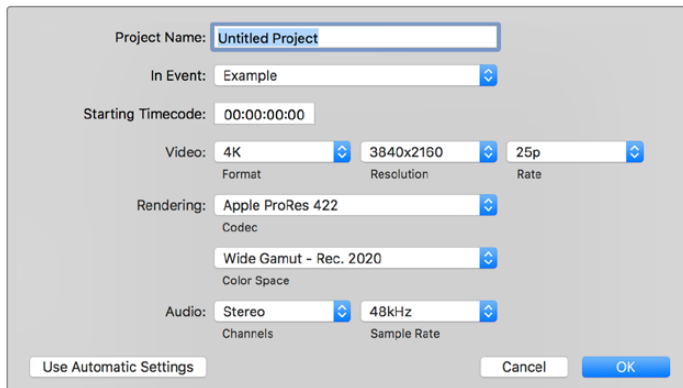 Project Name: Untitled Project
In Event: Example
Starting Timecode: 00:00:00:00
Video: 4K 3840x2160 25p
Format Resolution Rate
Rendering: Apple ProRes 422
Codec
Wide Gamut - Rec. 2020
Color Space
Audio: Stereo 48kHz
Channels Sample Rate
Use Automatic Settings Cancel OK